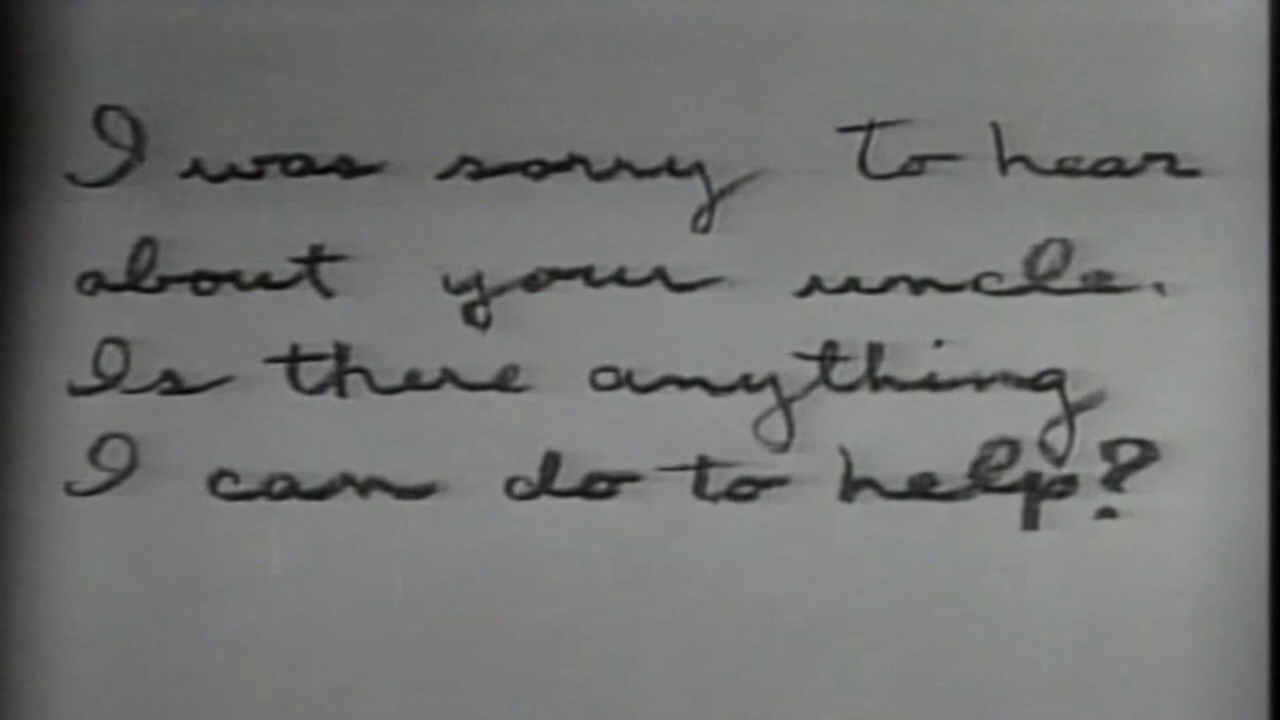 I was sorry to hear
about your uncle.
Is there anything
I can do to help?